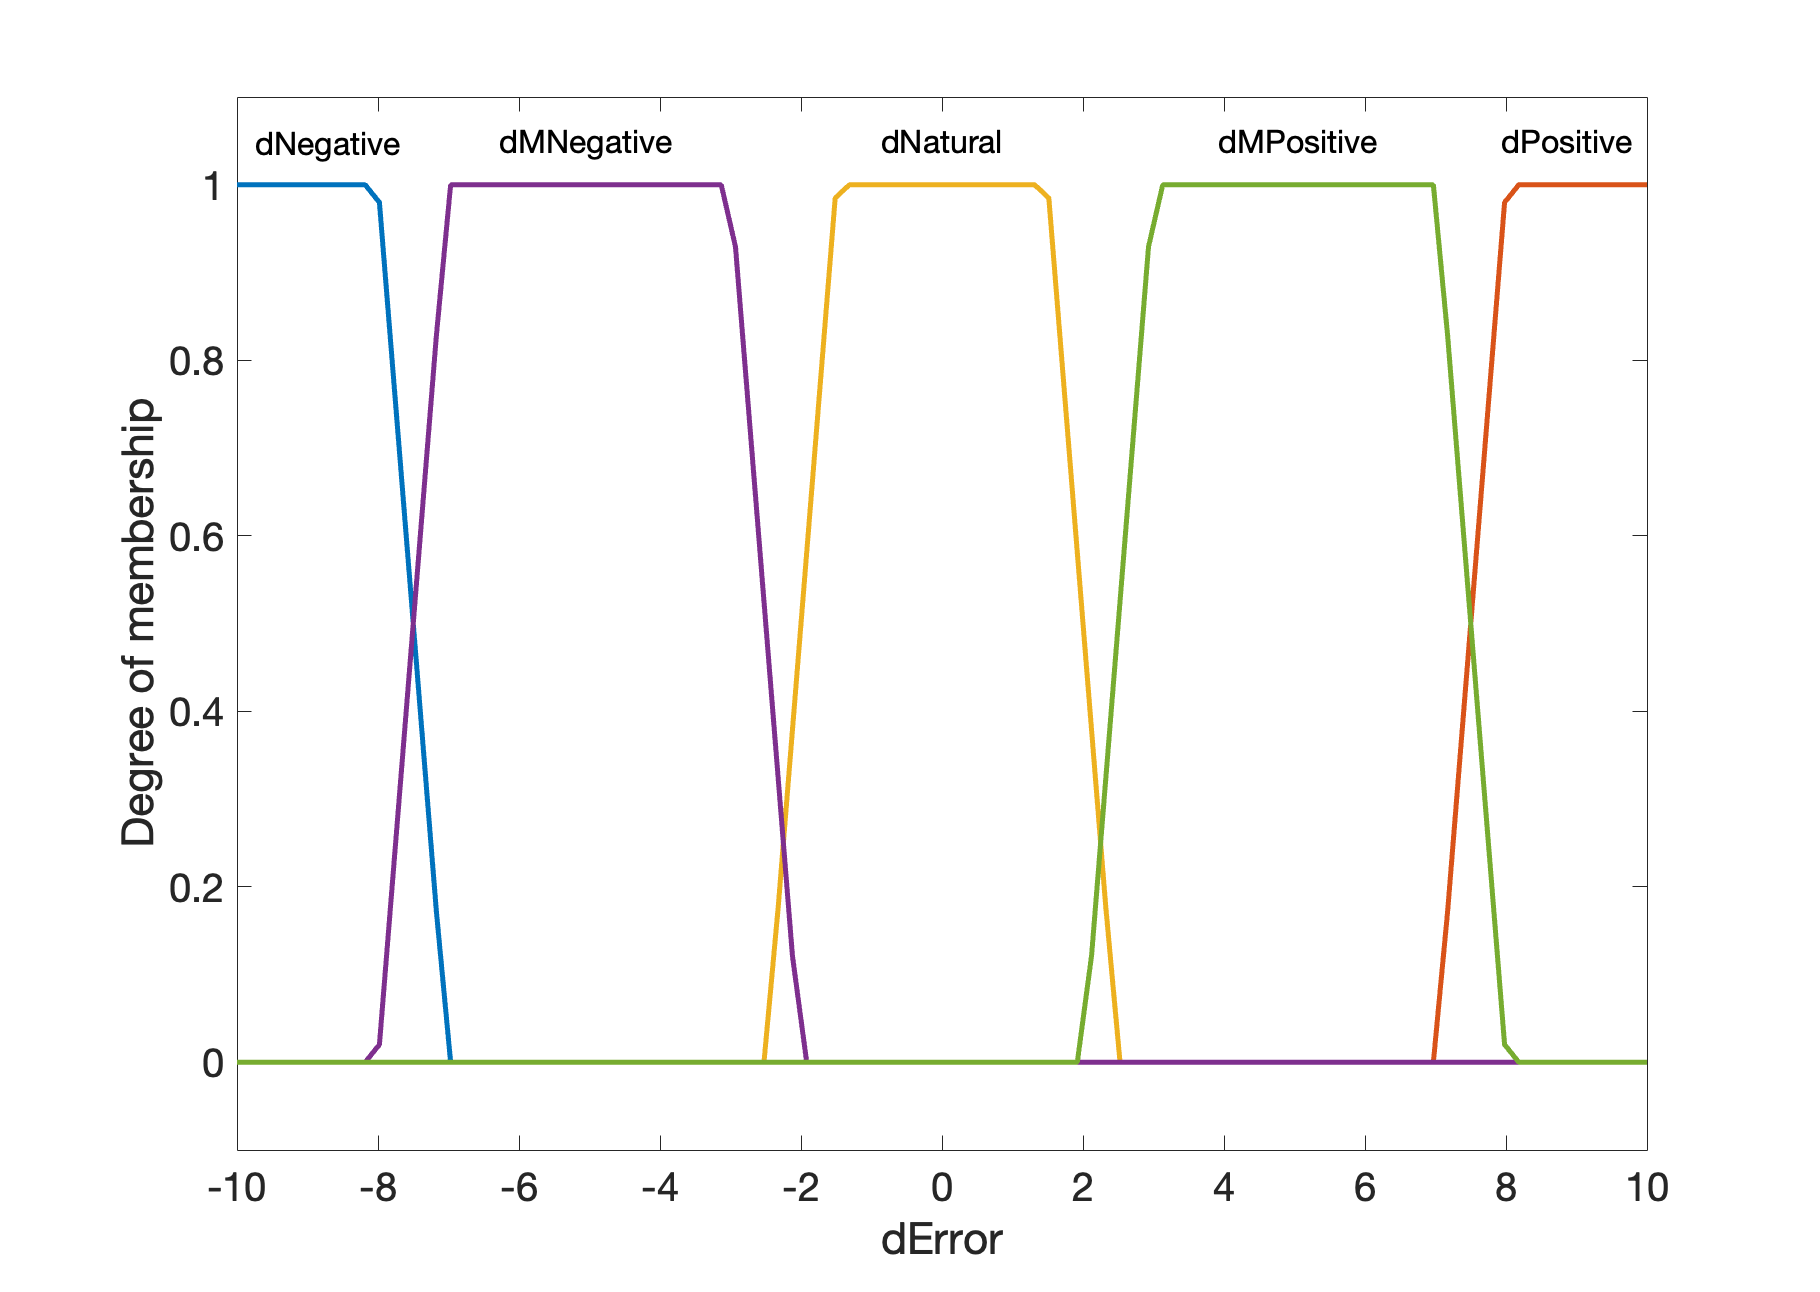 dNegative dMNegative dNatural dMPositive dPositive
1
0.8
0.6
0.4
0.2
0
Degree of membership
-10 -8 -6 -4 -2 0 2 4 6 8 10
dError